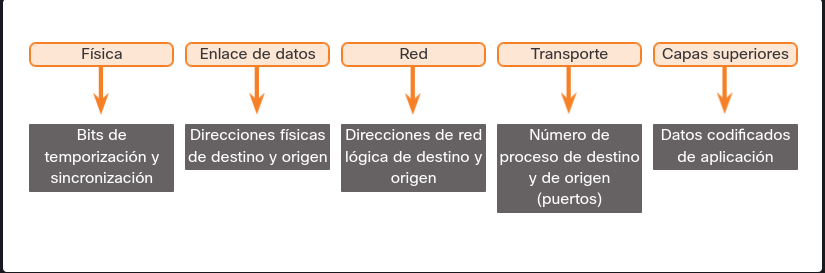 Física
Enlace de datos
Red
Transporte
Capas superiores
Bits de
temporización y
sincronización
Direcciones físicas
de destino y origen
Direcciones de red
lógica de destino y
origen
Número de
proceso de destino
y de origen
(puertos)
Datos codificados
de aplicación